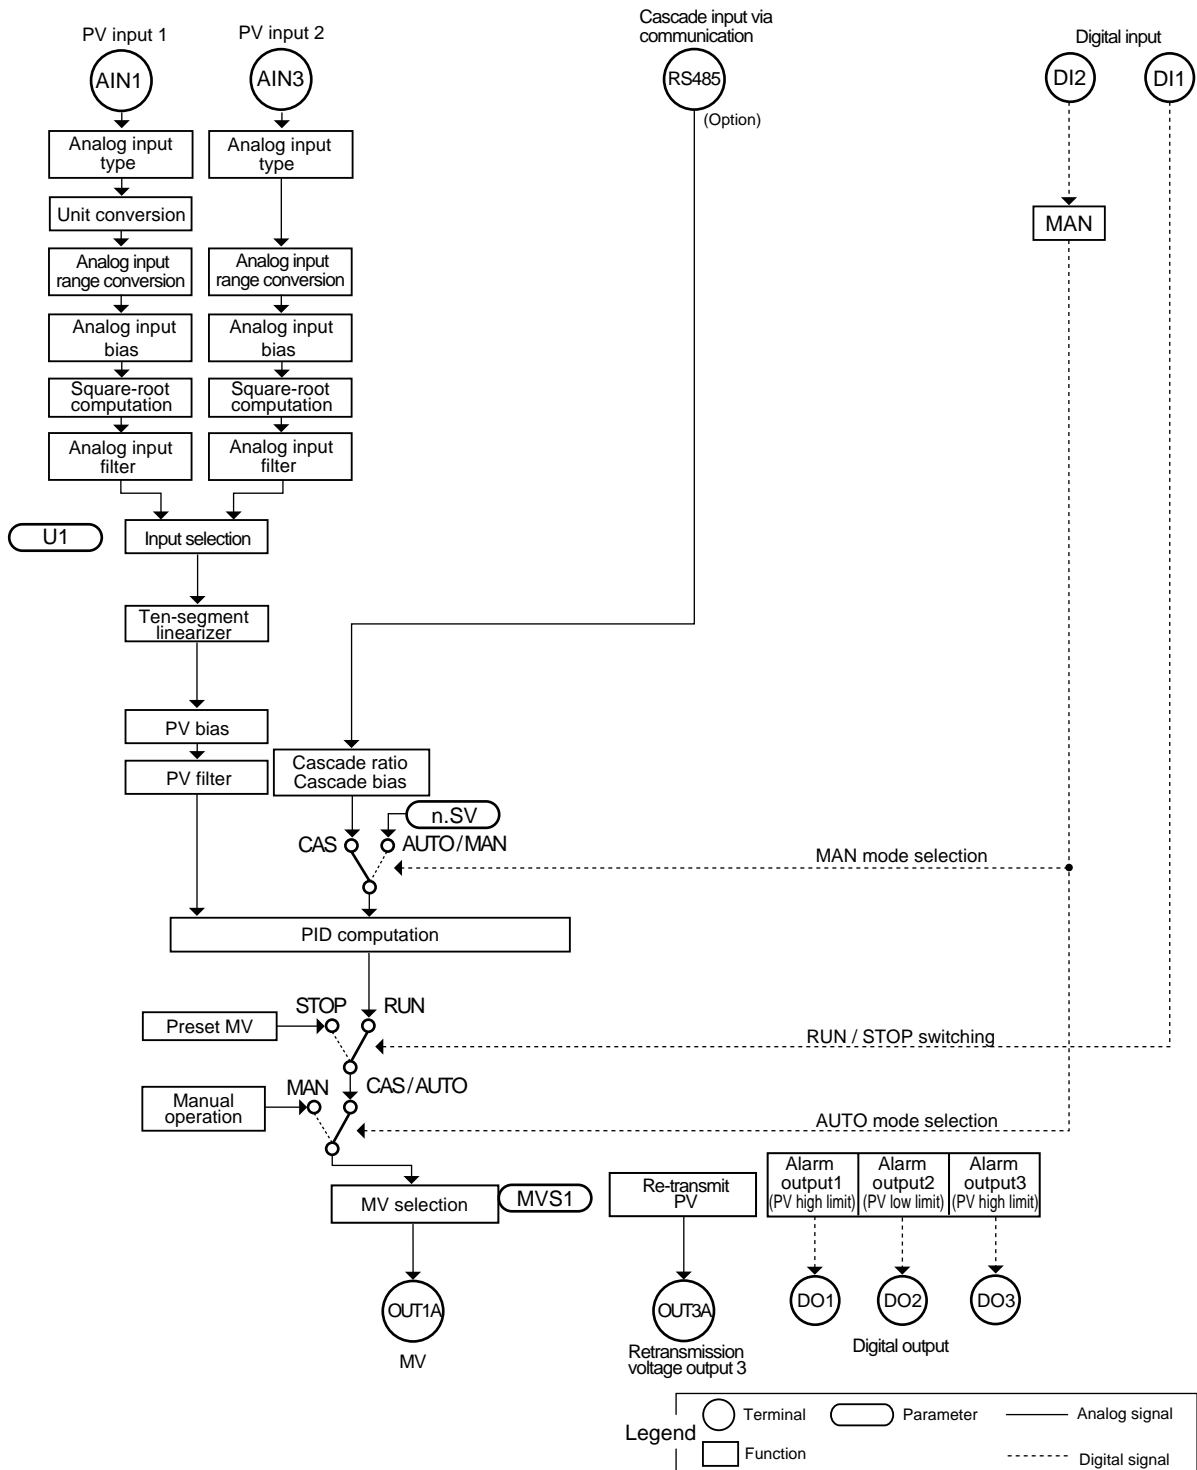 PV input 1
PV input 2
Cascade input via
communication
Digital input
AIN1
AIN3
RS485
DI2
DI1
(Option)
Analog input
type
Analog input
type
Unit conversion
MAN
Analog input
range conversion
Analog input
range conversion
Analog input
bias
Analog input
bias
Square-root
computation
Square-root
computation
Analog input
filter
Analog input
filter
U1
Input selection
Ten-segment
linearizer
PV bias
PV filter
Cascade ratio
Cascade bias
n.SV
CAS
AUTO/MAN
MAN mode selection
PID computation
STOP
RUN
Preset MV
RUN / STOP switching
MAN
CAS/AUTO
Manual
operation
AUTO mode selection
MV selection
MVS1
Re-transmit
PV
Alarm
output1
(PV high limit)
Alarm
output2
(PV low limit)
Alarm
output3
(PV high limit)
OUT1A
OUT3A
DO1
DO2
DO3
MV
Retransmission
voltage output 3
Digital output
Legend
Terminal
Parameter
Analog signal
Function
Digital signal